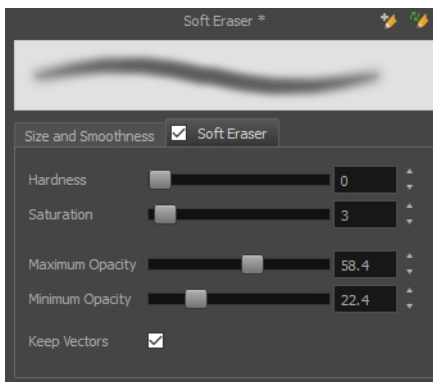 Soft Eraser *
Size and Smoothness Soft Eraser
Hardness 0
Saturation 3
Maximum Opacity 58.4
Minimum Opacity 22.4
Keep Vectors